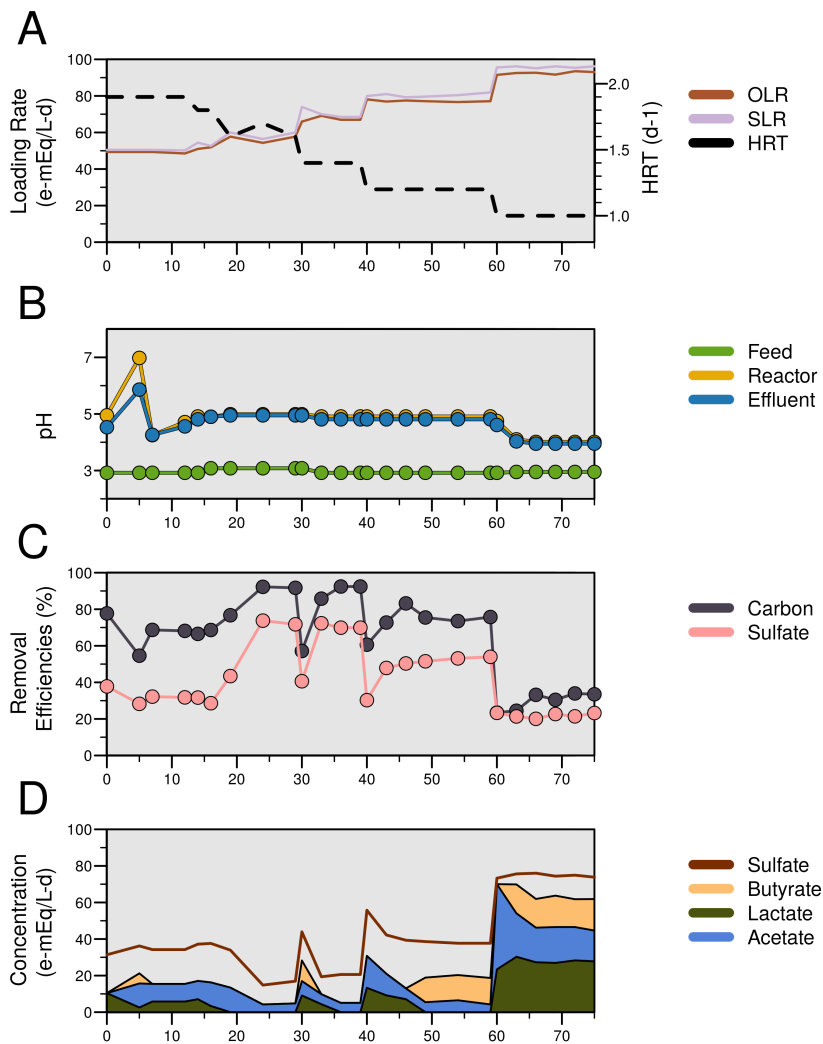 A
100
80
60
40
20
0
Loading Rate
(e-mEq/L-d)
2.0
1.5
1.0
HRT (d-1)
0 10 20 30 40 50 60 70
OLR
SLR
HRT
B
7
5
3
pH
0 10 20 30 40 50 60 70
Feed
Reactor
Effluent
C
100
80
60
40
20
0
Removal
Efficiencies (%)
0 10 20 30 40 50 60 70
Carbon
Sulfate
D
100
80
60
40
20
0
Concentration
(e-mEq/L-d)
0 10 20 30 40 50 60 70
Sulfate
Butyrate
Lactate
Acetate